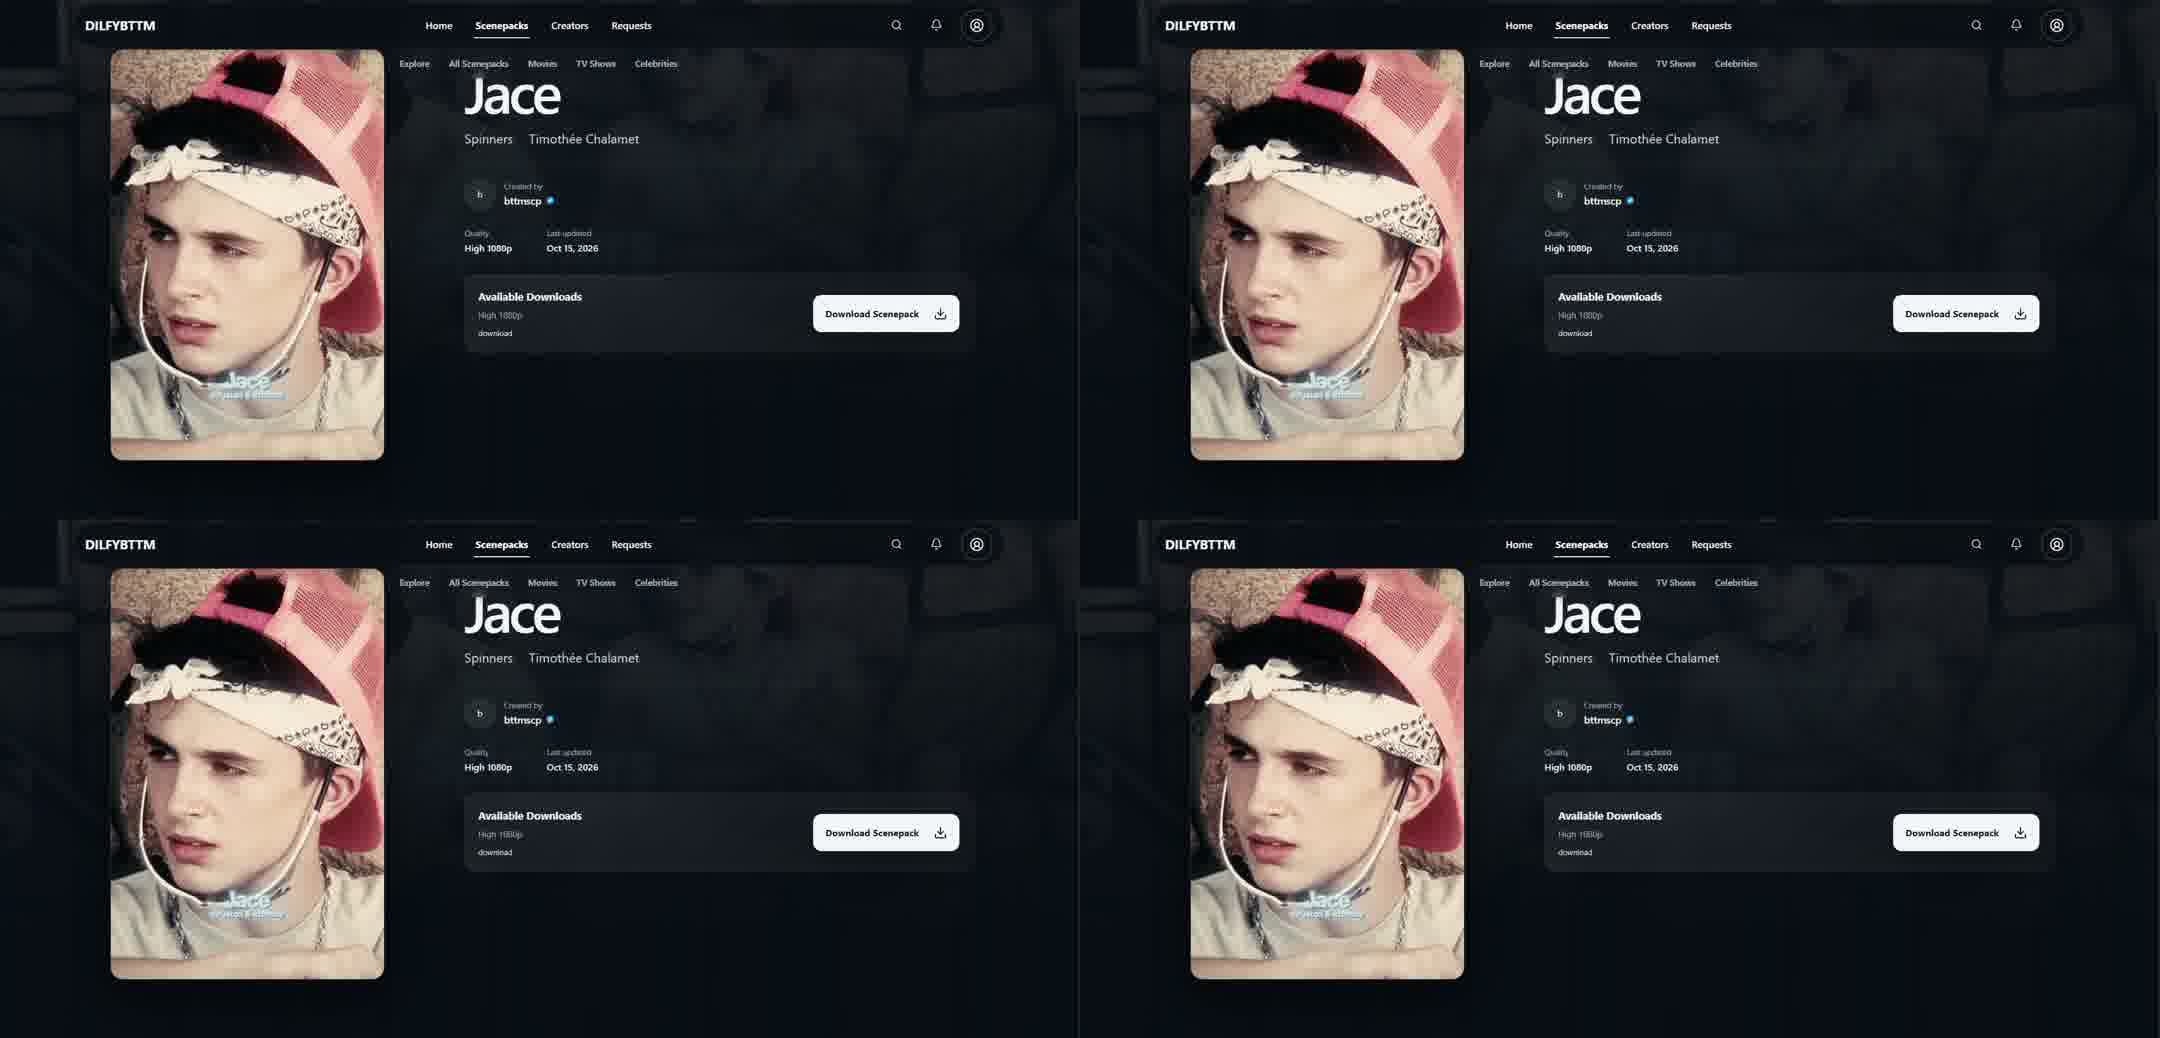 DILFYBTTM Home Scenepacks Creators Requests
Explore All Scenepacks Movies TV Shows Celebrities
Jace
Spinners Timothée Chalamet
b
Created by
bttmscp
Quality Last updated
High 1080p Oct 15, 2026
Available Downloads
High 1080p
download
Download Scenepack
Jace
DILFYBTTM Home Scenepacks Creators Requests
Explore All Scenepacks Movies TV Shows Celebrities
Jace
Spinners Timothée Chalamet
b
Created by
bttmscp
Quality Last updated
High 1080p Oct 15, 2026
Available Downloads
High 1080p
download
Download Scenepack
Jace
DILFYBTTM Home Scenepacks Creators Requests
Explore All Scenepacks Movies TV Shows Celebrities
Jace
Spinners Timothée Chalamet
b
Created by
bttmscp
Quality Last updated
High 1080p Oct 15, 2026
Available Downloads
High 1080p
download
Download Scenepack
Jace
DILFYBTTM Home Scenepacks Creators Requests
Explore All Scenepacks Movies TV Shows Celebrities
Jace
Spinners Timothée Chalamet
b
Created by
bttmscp
Quality Last updated
High 1080p Oct 15, 2026
Available Downloads
High 1080p
download
Download Scenepack
Jace